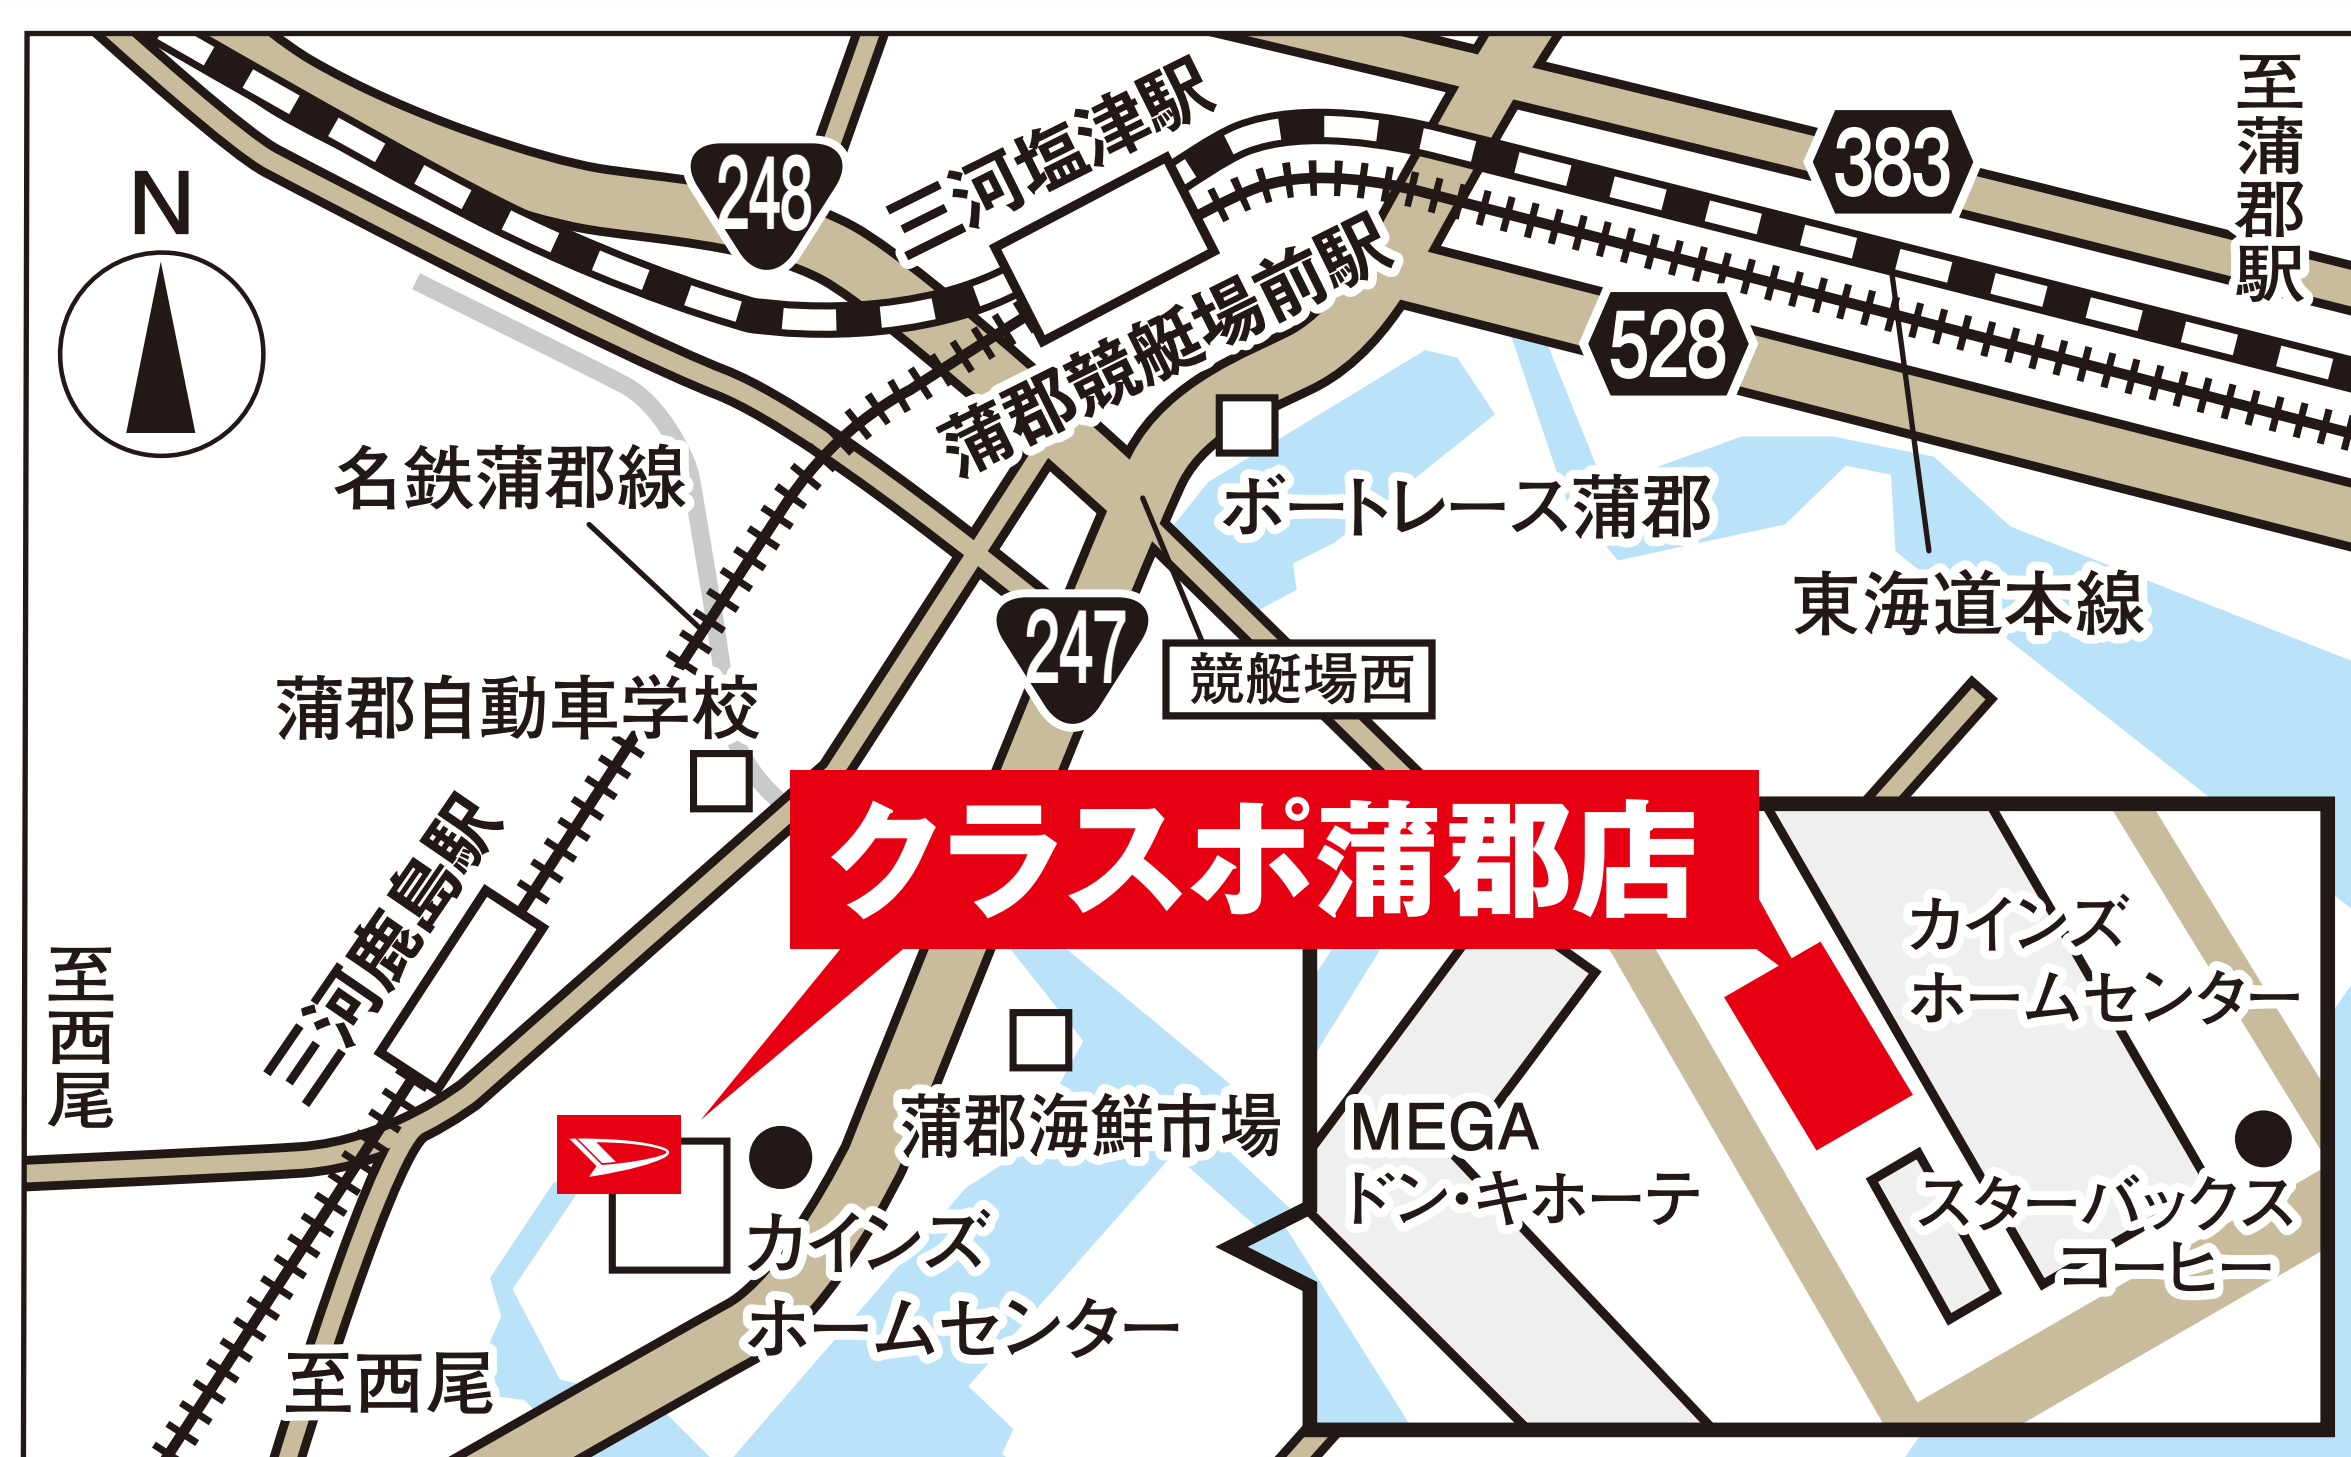 N
248
三河塩津駅
383
至蒲郡駅
528
蒲郡競艇場前駅
名鉄蒲郡線
ボートレース蒲郡
東海道本線
247
競艇場西
蒲郡自動車学校
三河鹿島駅
クラスポ蒲郡店
至西尾
カインズ
ホームセンター
蒲郡海鮮市場
MEGA
ドン・キホーテ
スターバックス
コーヒー
カインズ
ホームセンター
至西尾